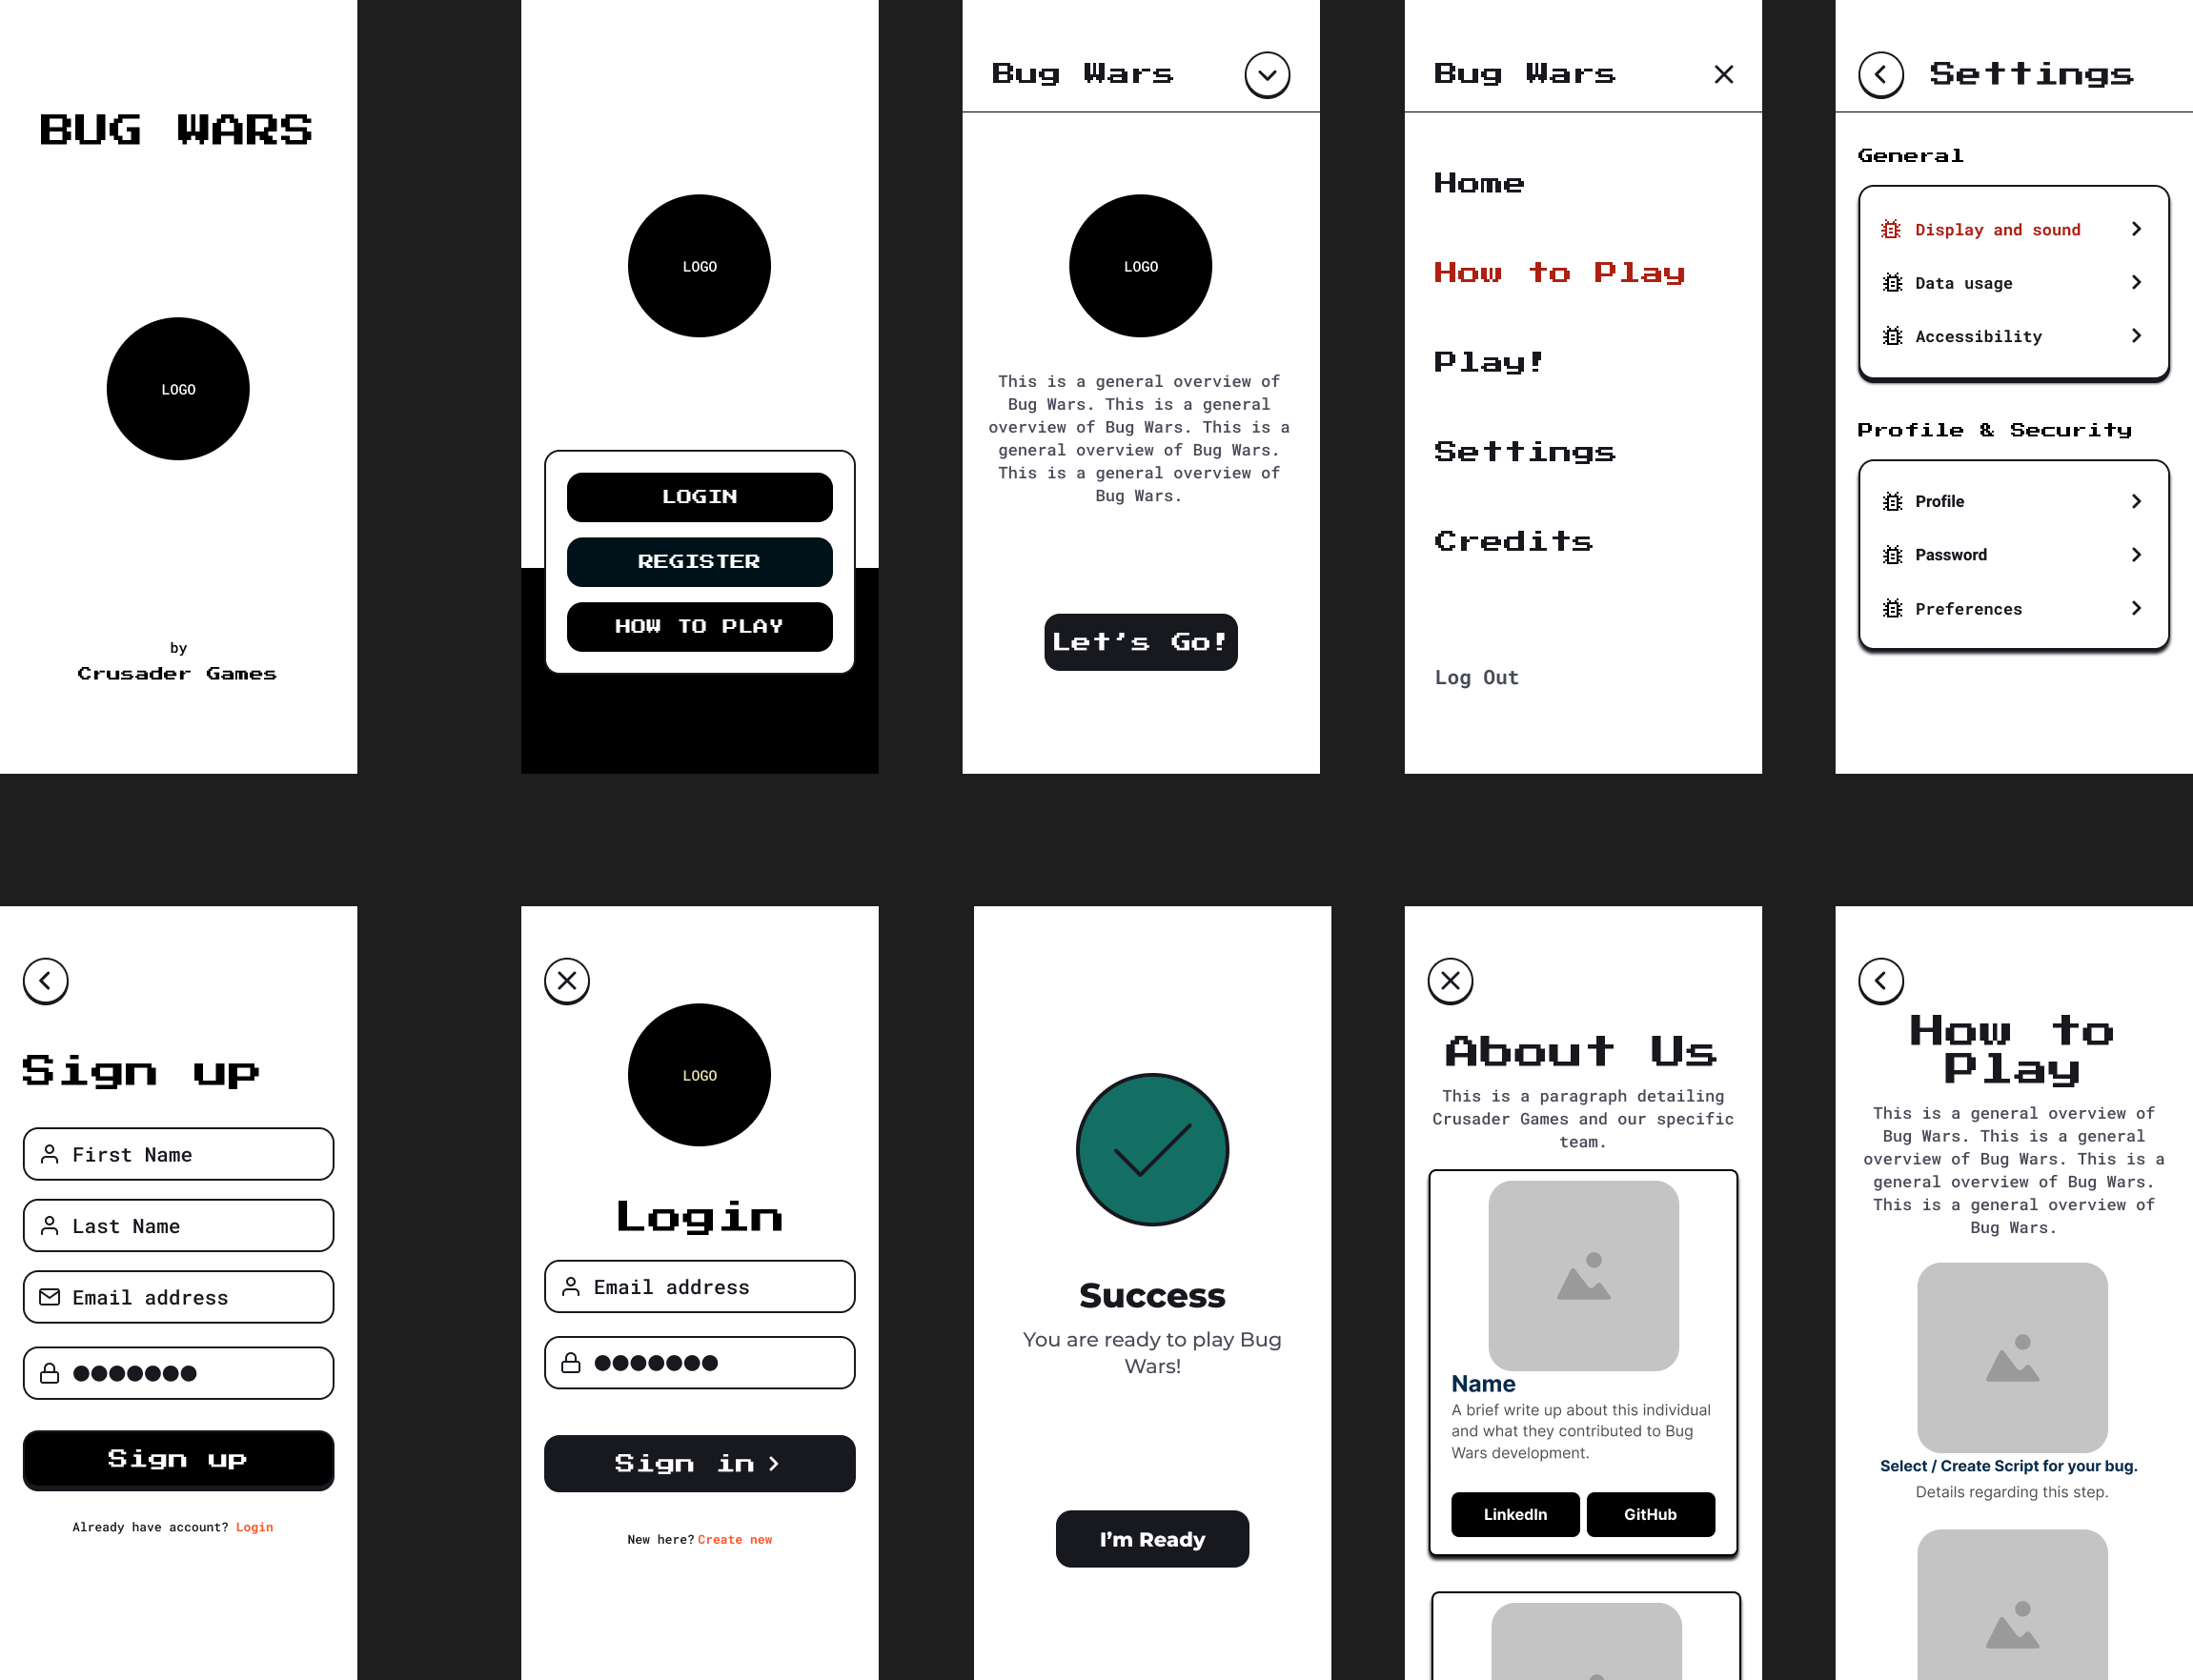 BUG WARS
LOGO
by
Crusader Games
LOGO
LOGIN
REGISTER
HOW TO PLAY
Bug Wars
LOGO
This is a general overview of
Bug Wars. This is a general
overview of Bug Wars. This is a
general overview of Bug Wars.
This is a general overview of
Bug Wars.
Let's Go!
Bug Wars
Home
How to Play
Play!
Settings
Credits
Log Out
Settings
General
Display and sound
Data usage
Accessibility
Profile & Security
Profile
Password
Preferences
Sign up
First Name
Last Name
Email address
Sign up
Already have account? Login
LOGO
Login
Email address
Sign in
New here? Create new
Success
You are ready to play Bug
Wars!
I'm Ready
About Us
This is a paragraph detailing
Crusader Games and our specific
team.
Name
A brief write up about this individual
and what they contributed to Bug
Wars development.
LinkedIn
GitHub
How to
Play
This is a general overview of
Bug Wars. This is a general
overview of Bug Wars. This is a
general overview of Bug Wars.
This is a general overview of
Bug Wars.
Select / Create Script for your bug.
Details regarding this step.